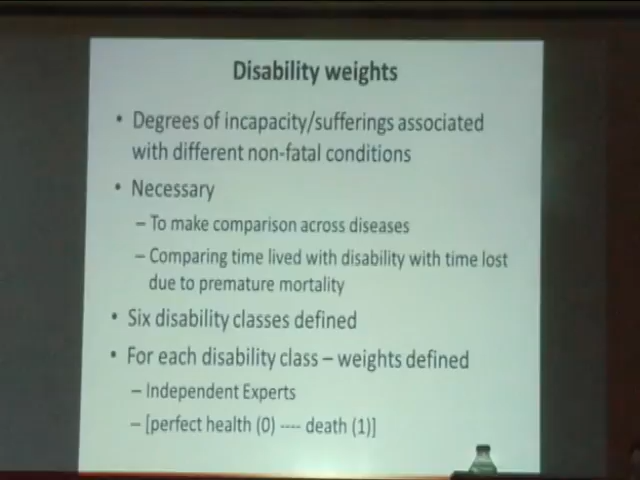 Disability weights
• Degrees of incapacity/sufferings associated
with different non-fatal conditions
• Necessary
– To make comparison across diseases
– Comparing time lived with disability with time lost
due to premature mortality
• Six disability classes defined
• For each disability class – weights defined
– Independent Experts
– [perfect health (0) ---- death (1)]